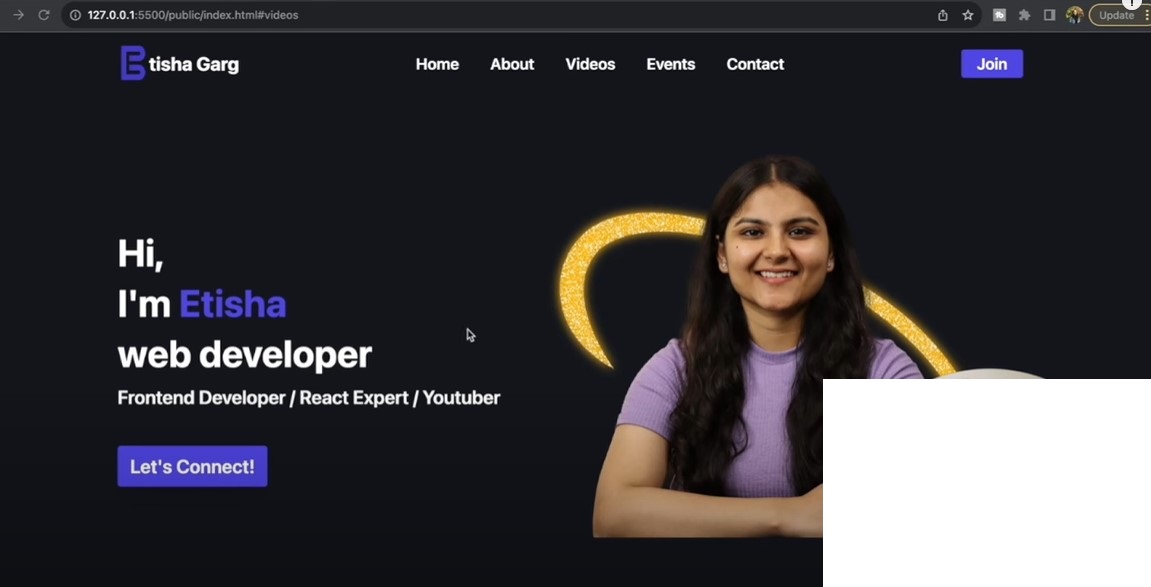 127.0.0.1:5500/public/index.html#videos
Update
Etisha Garg
Home About Videos Events Contact
Join
Hi,
I'm Etisha
web developer
Frontend Developer / React Expert / Youtuber
Let's Connect!